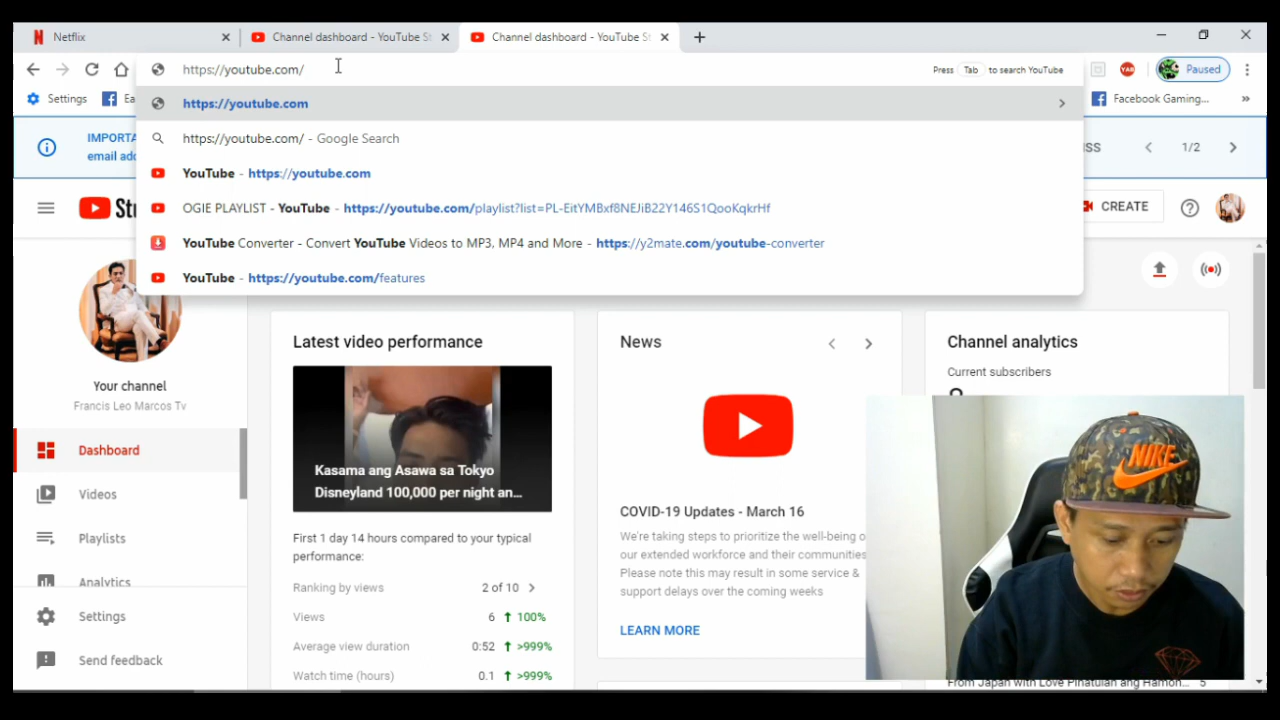 Netflix
Channel dashboard - YouTube St
Channel dashboard - YouTube St
https://youtube.com/
Press Tab to search YouTube
Paused
Settings
Ea
https://youtube.com
Facebook Gaming...
»
https://youtube.com/ - Google Search
YouTube - https://youtube.com
OGIE PLAYLIST - YouTube - https://youtube.com/playlist?list=PL-EitYMBxf8NEJiB22Y146S1QooKqkrHf
YouTube Converter - Convert YouTube Videos to MP3, MP4 and More - https://y2mate.com/youtube-converter
YouTube - https://youtube.com/features
IMPORTA
email add
SS
1/2
Stu
CREATE
Your channel
Francis Leo Marcos Tv
Dashboard
Videos
Playlists
Analytics
Settings
Send feedback
Latest video performance
Kasama ang Asawa sa Tokyo
Disneyland 100,000 per night an...
First 1 day 14 hours compared to your typical
performance:
Ranking by views 2 of 10
Views 6 100%
Average view duration 0:52 >999%
Watch time (hours) 0.1 >999%
News
COVID-19 Updates - March 16
We're taking steps to prioritize the well-being o
our extended workforce and their communities
Please note this may result in some service &
support delays over the coming weeks
LEARN MORE
Channel analytics
Current subscribers
NIKE
From Japan with Love Pinatulan ang Hamon... 5